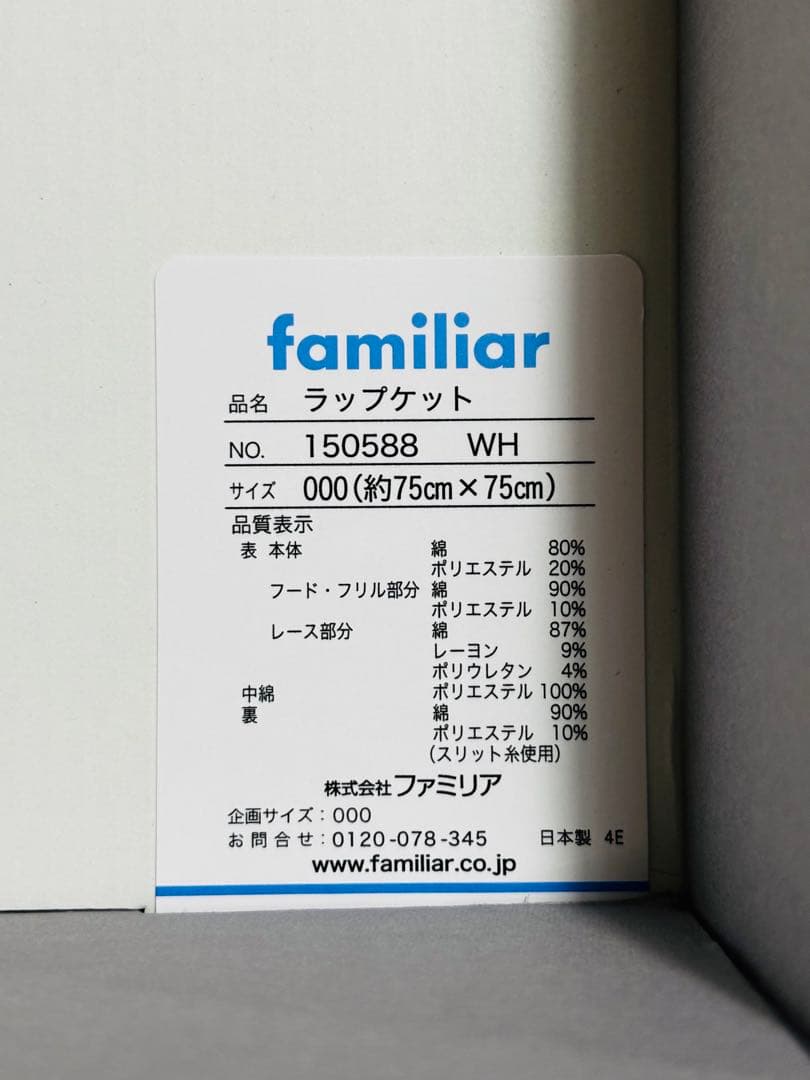 familiar
品名 ラップケット
NO. 150588 WH
サイズ 000(約75cm×75cm)
品質表示
表 本体 綿 80%
ポリエステル 20%
フード・フリル部分 綿 90%
ポリエステル 10%
レース部分 綿 87%
レーヨン 9%
ポリウレタン 4%
中綿 ポリエステル 100%
裏 綿 90%
ポリエステル 10%
(スリット糸使用)
株式会社ファミリア
企画サイズ:000
お問合せ:0120-078-345 日本製 4E
www.familiar.co.jp